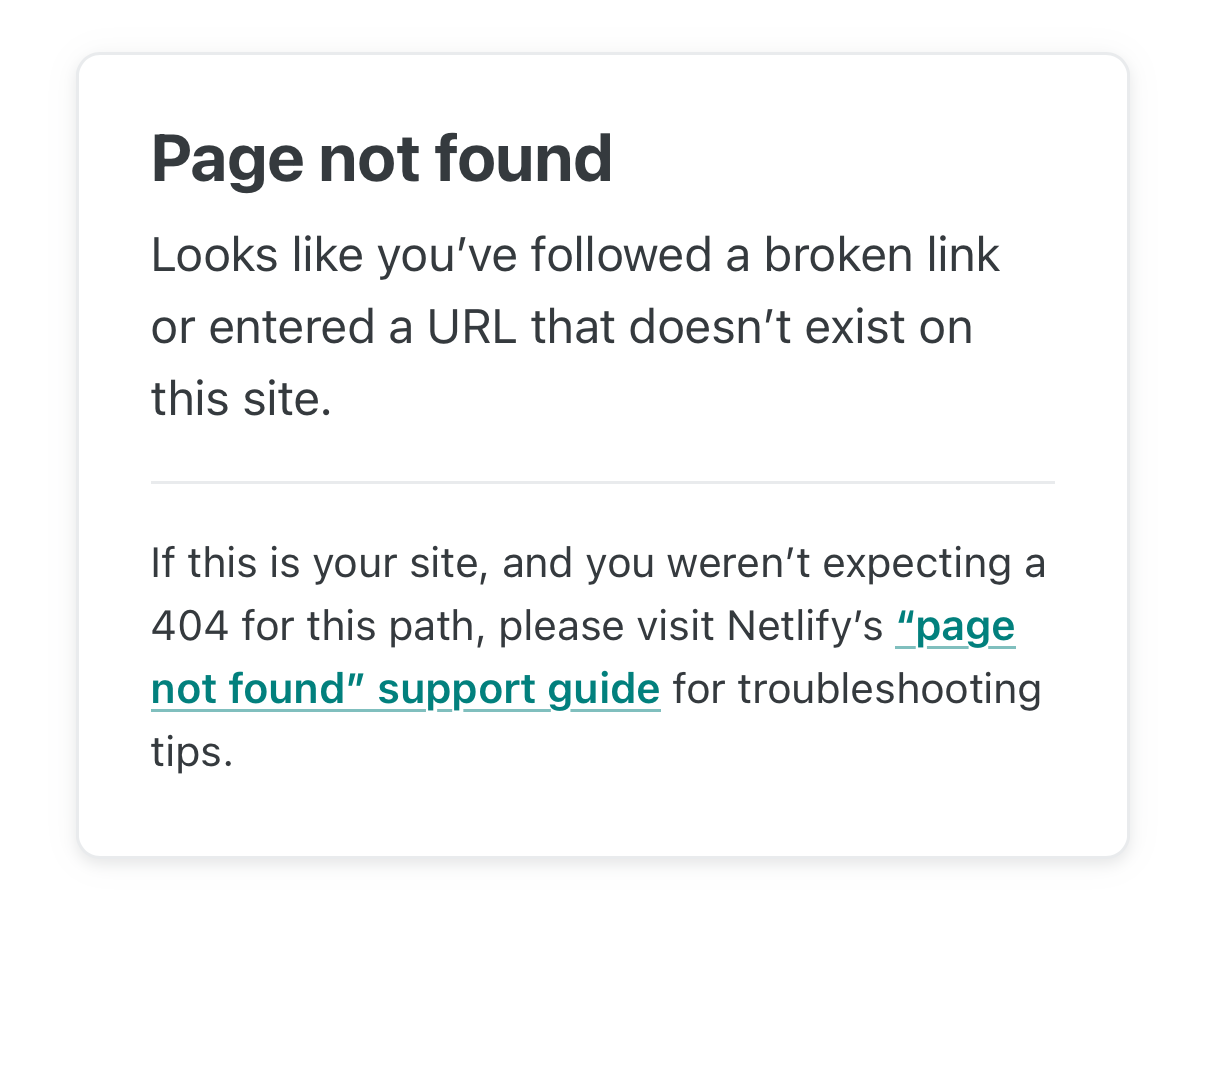 Page not found
Looks like you’ve followed a broken link
or entered a URL that doesn’t exist on
this site.
If this is your site, and you weren’t expecting a
404 for this path, please visit Netlify’s “page
not found” support guide for troubleshooting
tips.